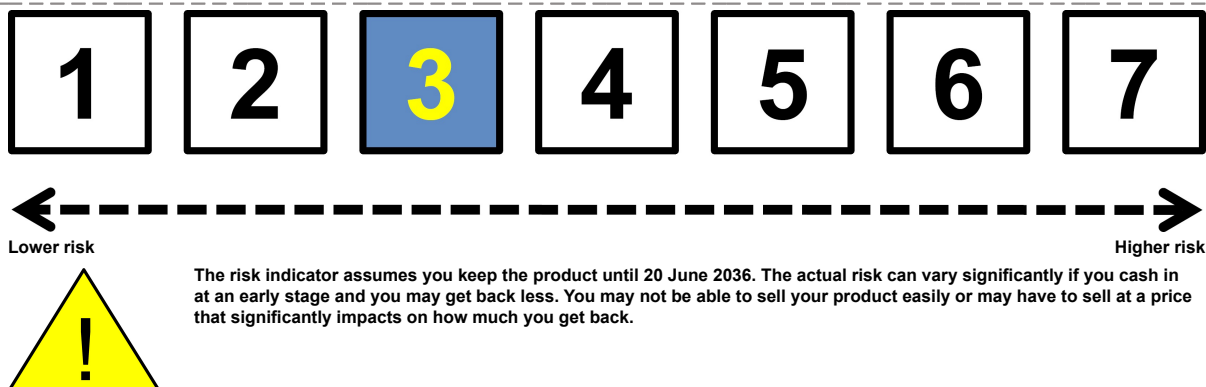 1 2 3 4 5 6 7
Lower risk Higher risk
The risk indicator assumes you keep the product until 20 June 2036. The actual risk can vary significantly if you cash in
at an early stage and you may get back less. You may not be able to sell your product easily or may have to sell at a price
that significantly impacts on how much you get back.
!